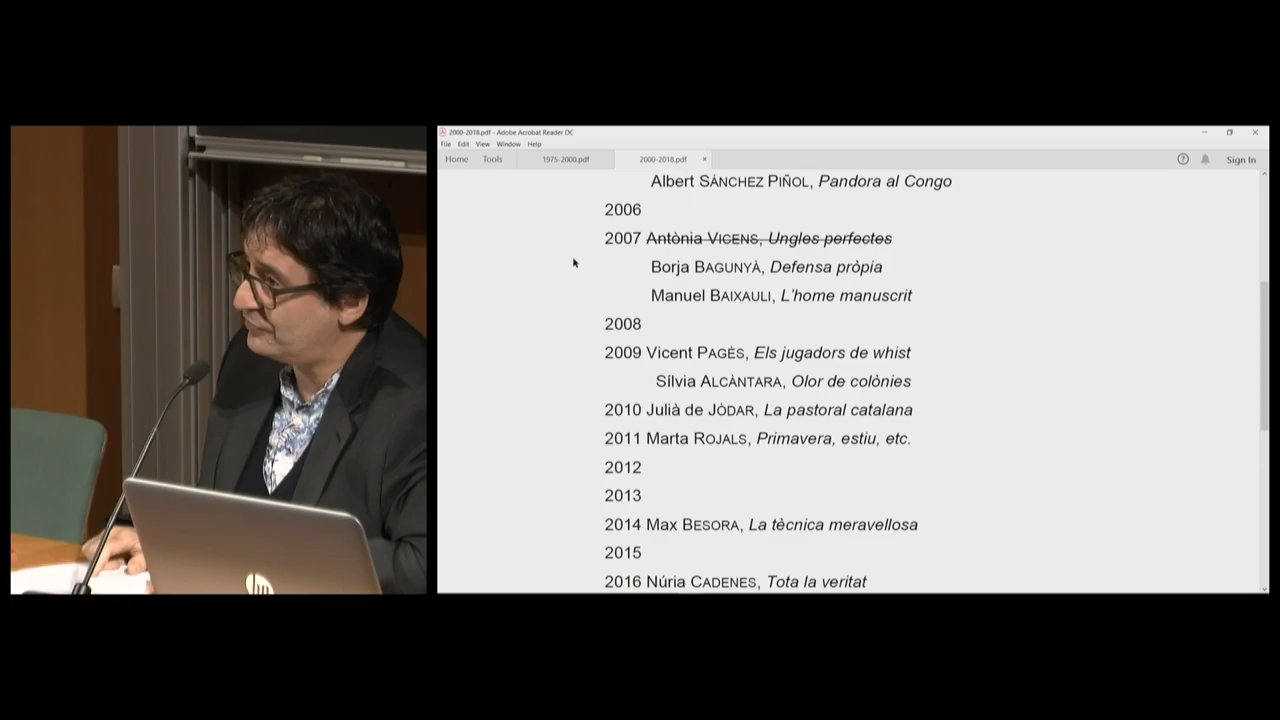 2000-2018.pdf - Adobe Acrobat Reader DC
File Edit View Window Help
Home Tools 1975-2000.pdf 2000-2018.pdf × Sign In
Albert SÁNCHEZ PIÑOL, Pandora al Congo
2006
2007 Antònia VICENS, Ungles perfectes
Borja BAGUNYÀ, Defensa pròpia
Manuel BAIXAULI, L'home manuscrit
2008
2009 Vicent PAGÈS, Els jugadors de whist
Sílvia ALCÀNTARA, Olor de colònies
2010 Julià de JÒDAR, La pastoral catalana
2011 Marta ROJALS, Primavera, estiu, etc.
2012
2013
2014 Max BESORA, La tècnica meravellosa
2015
2016 Núria CADENES, Tota la veritat
hp